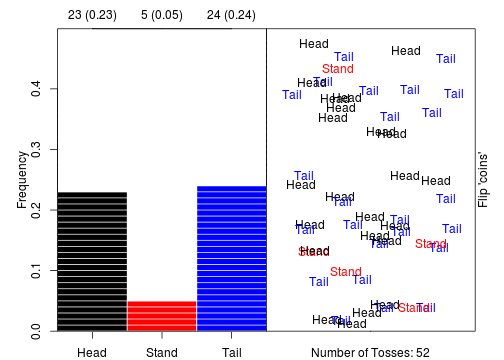 23 (0.23) 5 (0.05) 24 (0.24)
Frequency
0.4
0.3
0.2
0.1
0.0
Head Stand Tail
Head
Head
Tail
Tail
Stand
Head
Tail
Tail
Tail
Tail
Tail
Head
Head
Head
Tail
Tail
Head
Head
Head
Tail
Head
Head
Head
Head
Tail
Tail
Head
Tail
Head
Tail
Head
Tail
Tail
Tail
Head
Head
Tail
Stand
Tail
Stand
Head
Stand
Tail
Tail
Head
Tail
Stand
Tail
Head
Tail
Head
Flip 'coins'
Number of Tosses: 52